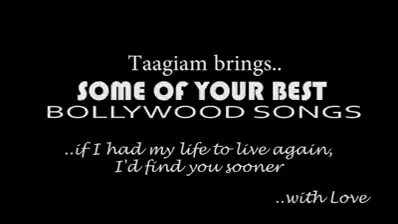 Taagiam brings..
SOME OF YOUR BEST
BOLLYWOOD SONGS
..if I had my life to live again,
I'd find you sooner
..with Love